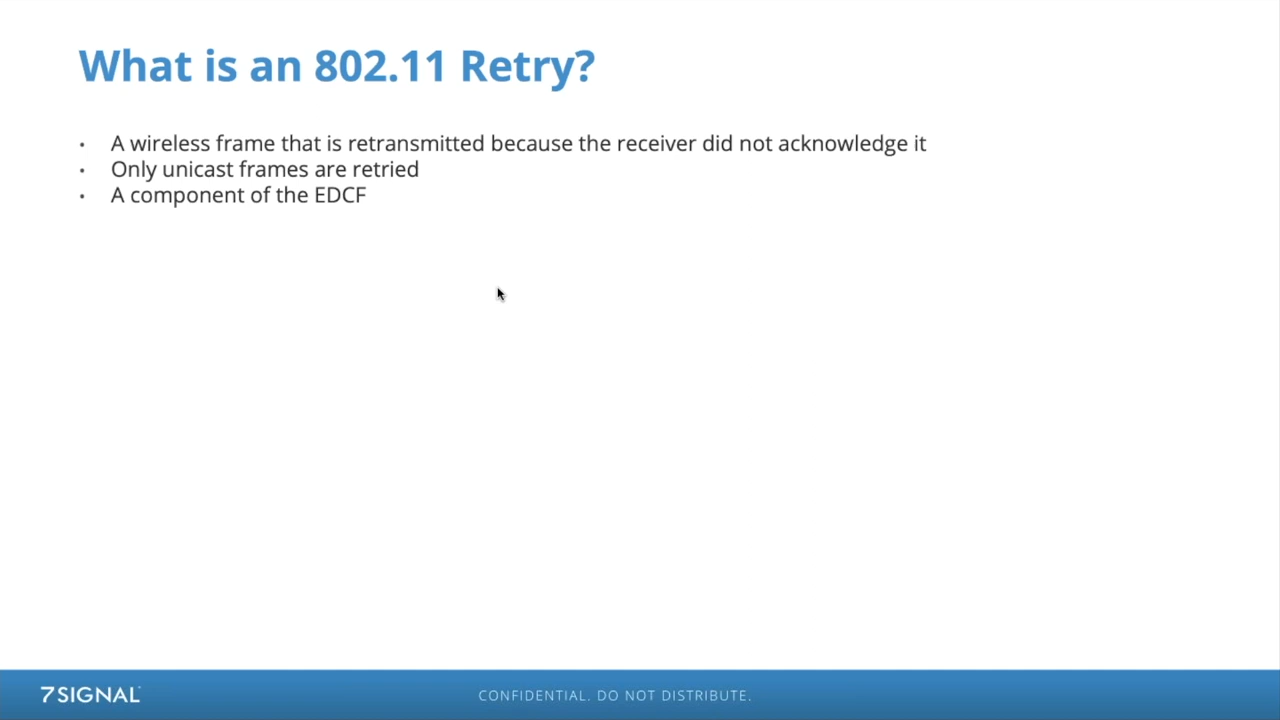 What is an 802.11 Retry?
• A wireless frame that is retransmitted because the receiver did not acknowledge it
• Only unicast frames are retried
• A component of the EDCF
7SIGNAL
CONFIDENTIAL. DO NOT DISTRIBUTE.